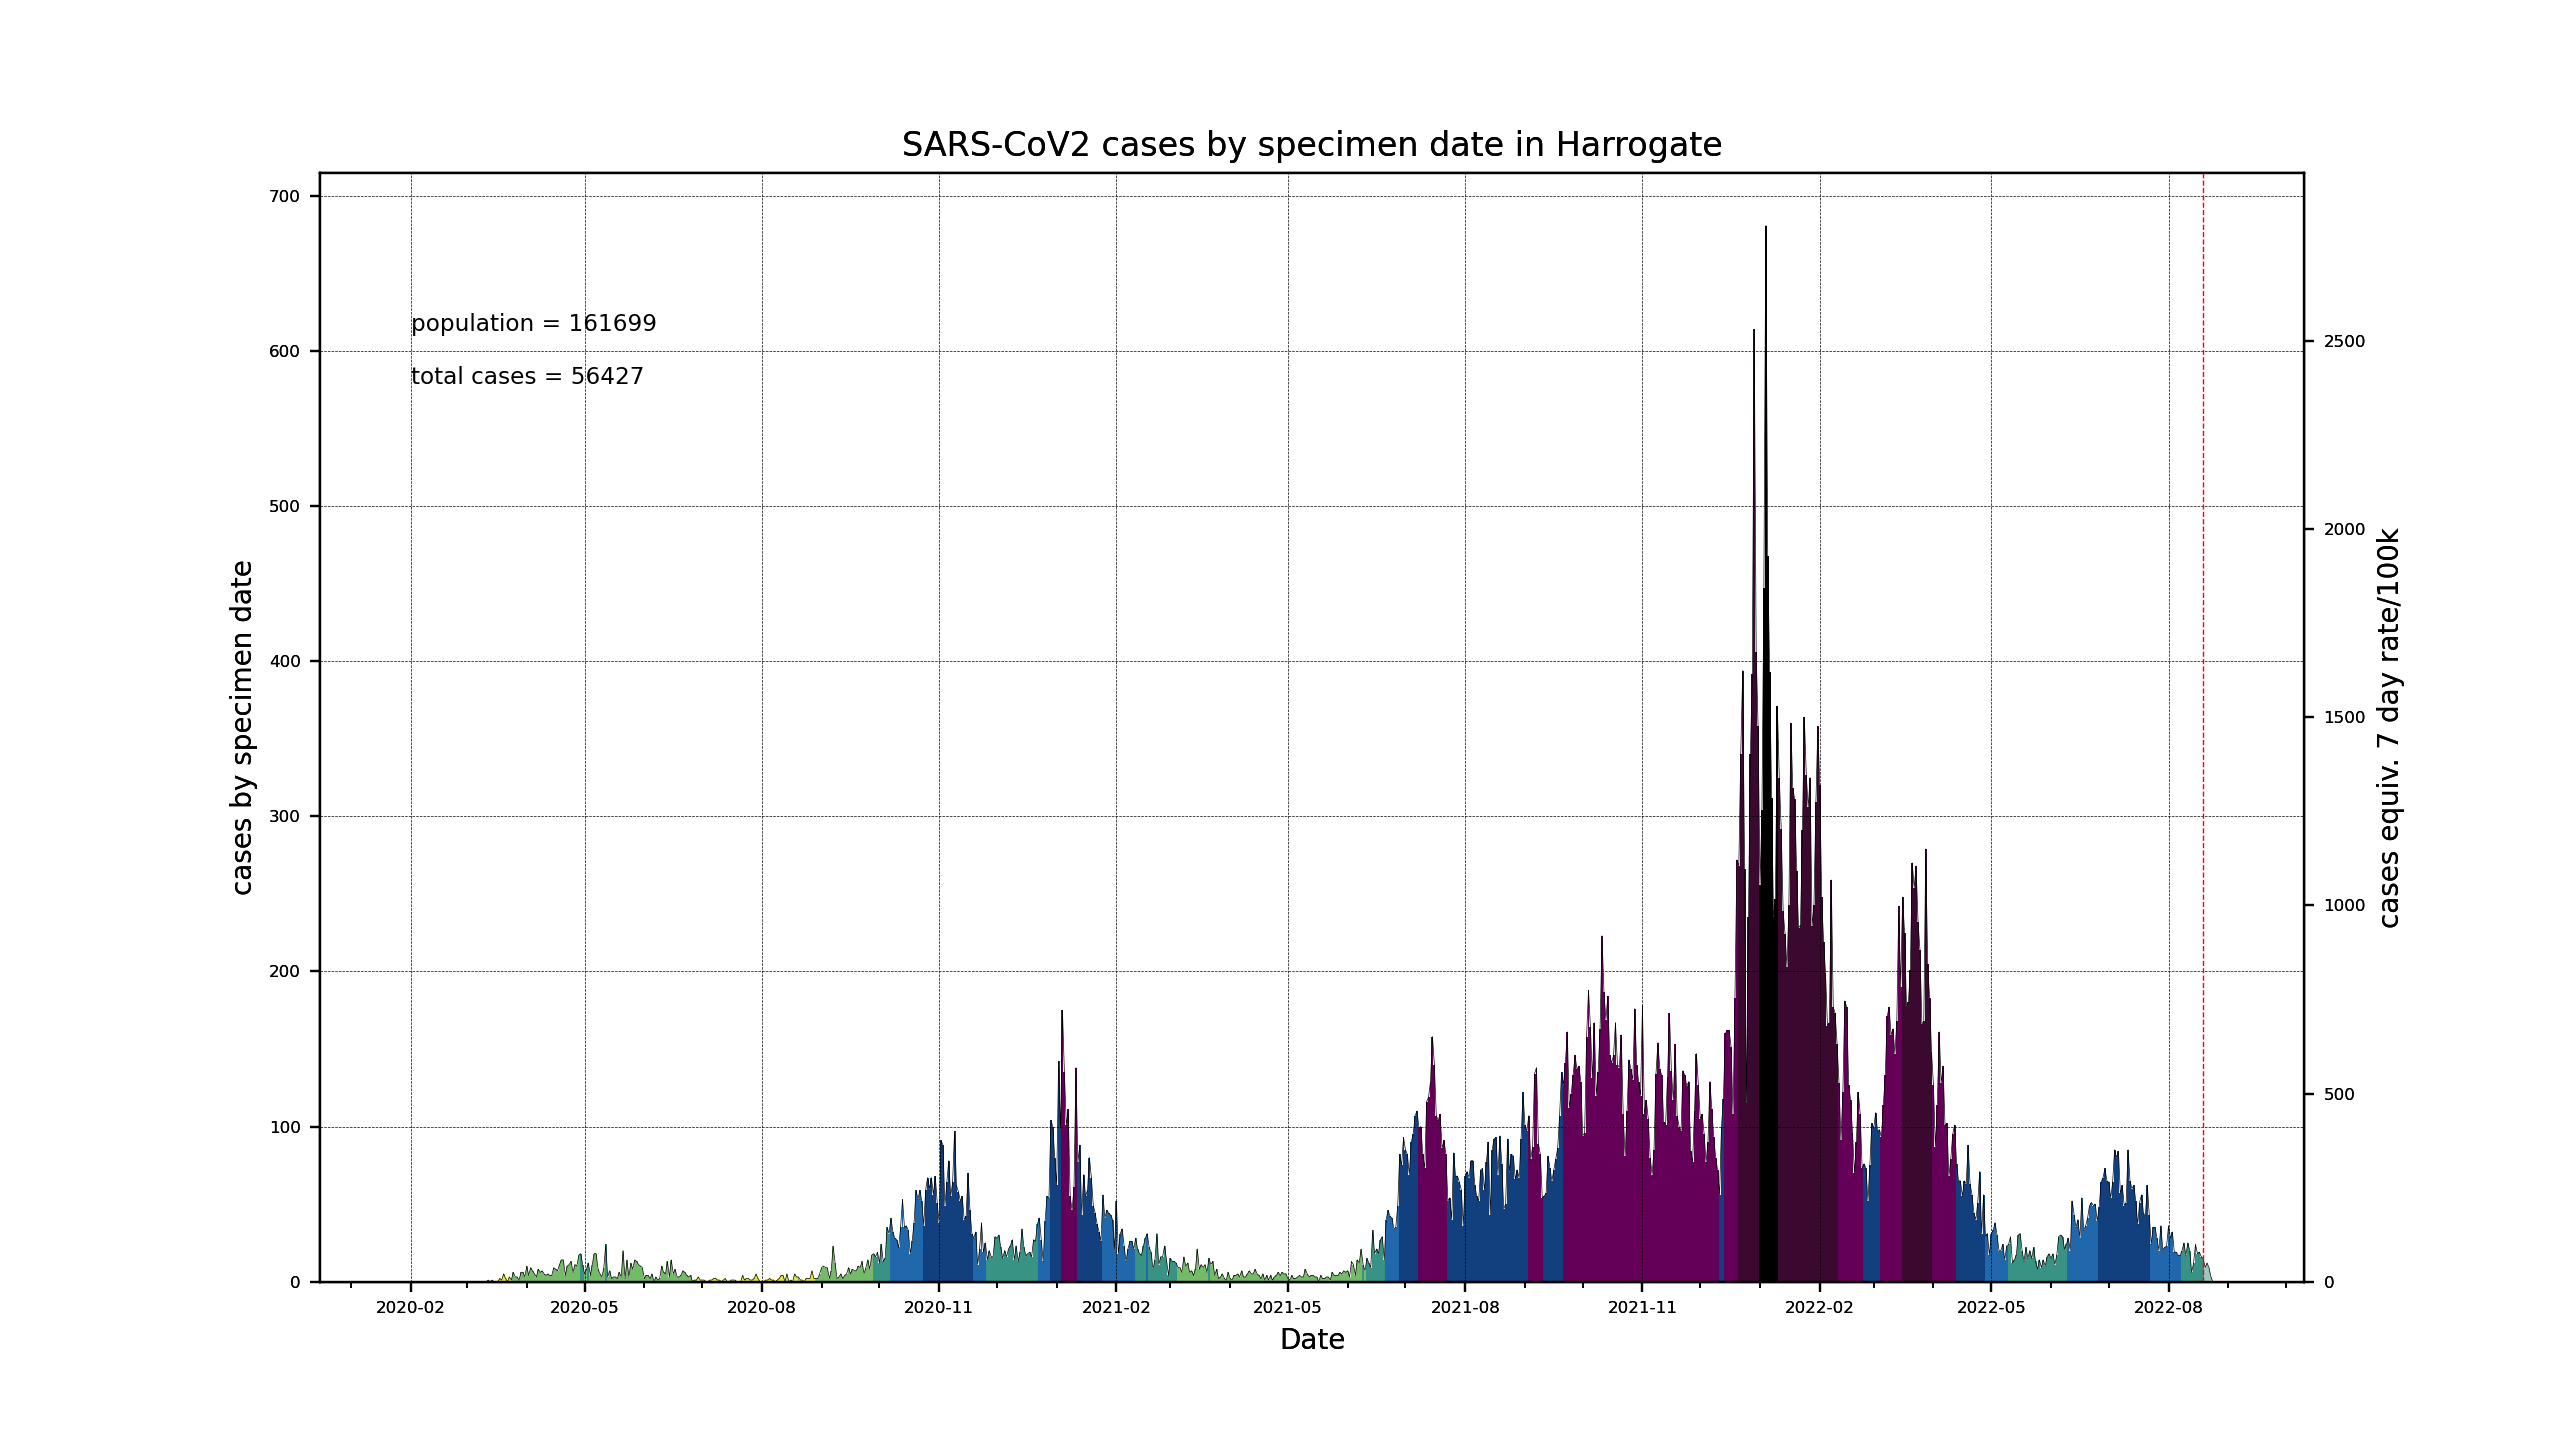 SARS-CoV2 cases by specimen date in Harrogate
700
600
500
400
300
200
100
0
cases by specimen date
population = 161699
total cases = 56427
2500
2000
1500
1000
500
0
cases equiv. 7 day rate/100k
2020-02 2020-05 2020-08 2020-11 2021-02 2021-05 2021-08 2021-11 2022-02 2022-05 2022-08
Date